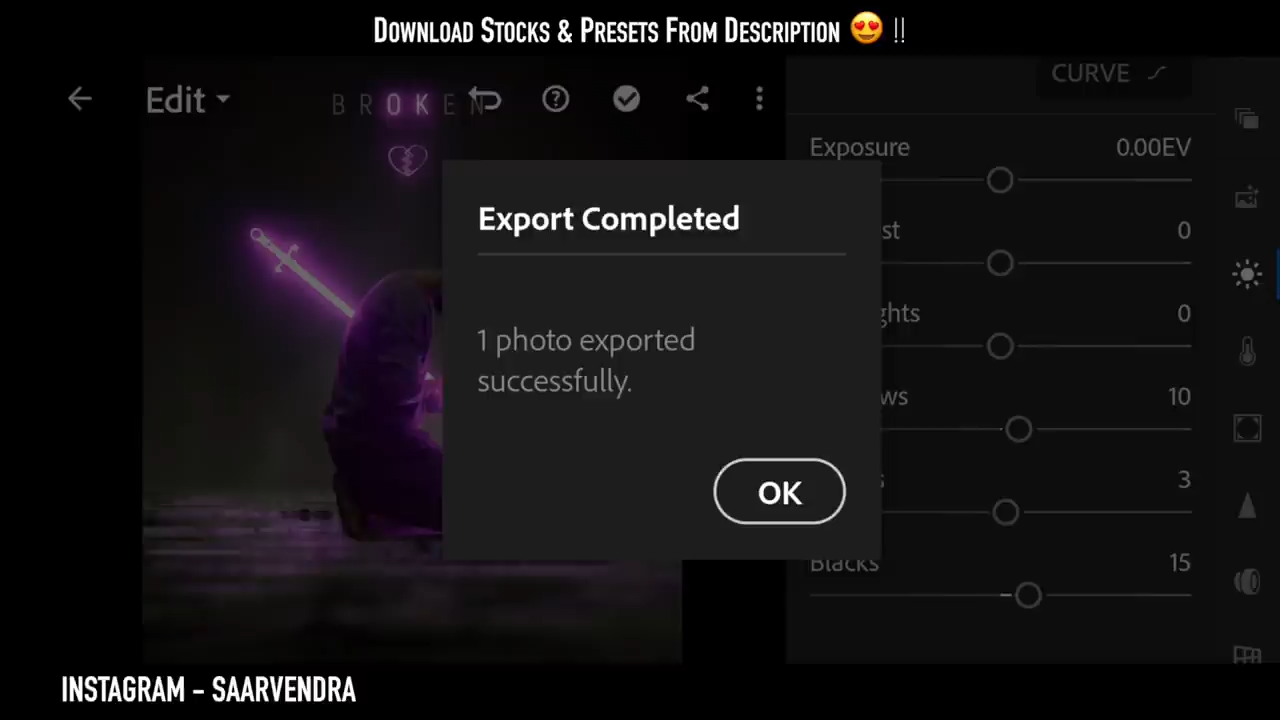 DOWNLOAD STOCKS & PRESETS FROM DESCRIPTION 😍 !!
Edit
BROKEN
CURVE
Exposure 0.00EV
st 0
ghts 0
ws 10
s 3
Blacks 15
Export Completed
1 photo exported
successfully.
OK
INSTAGRAM - SAARVENDRA